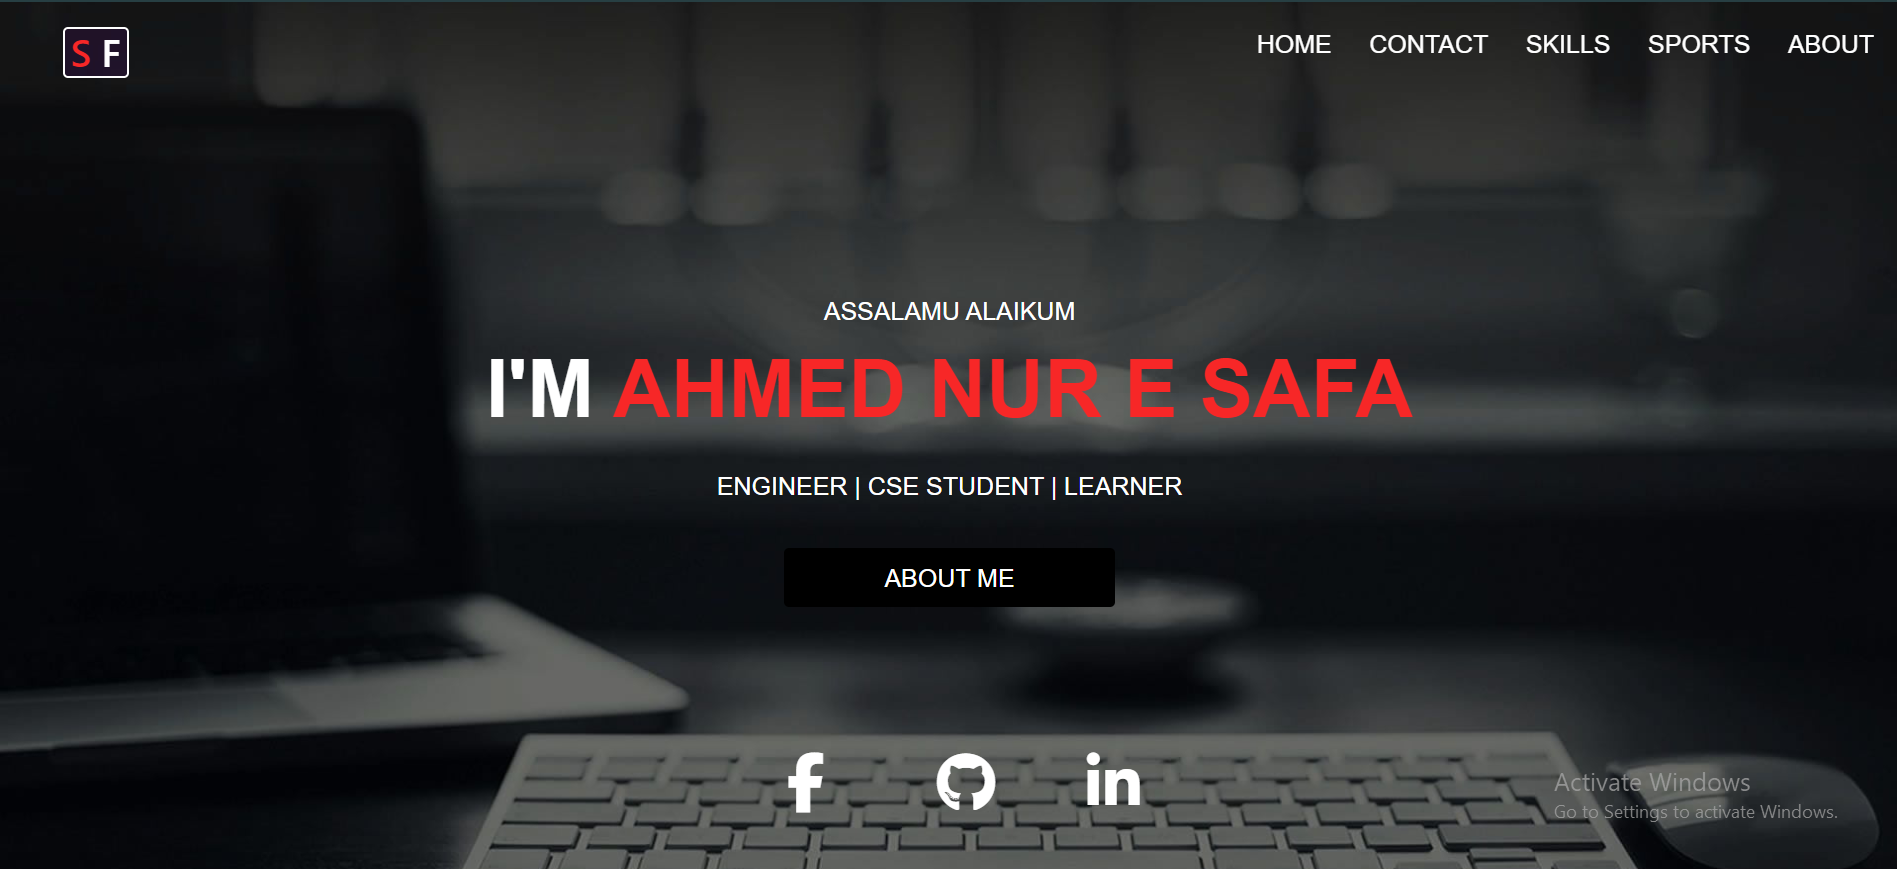 S F
HOME CONTACT SKILLS SPORTS ABOUT
ASSALAMU ALAIKUM
I'M AHMED NUR E SAFA
ENGINEER | CSE STUDENT | LEARNER
ABOUT ME
f in
Activate Windows
Go to Settings to activate Windows.